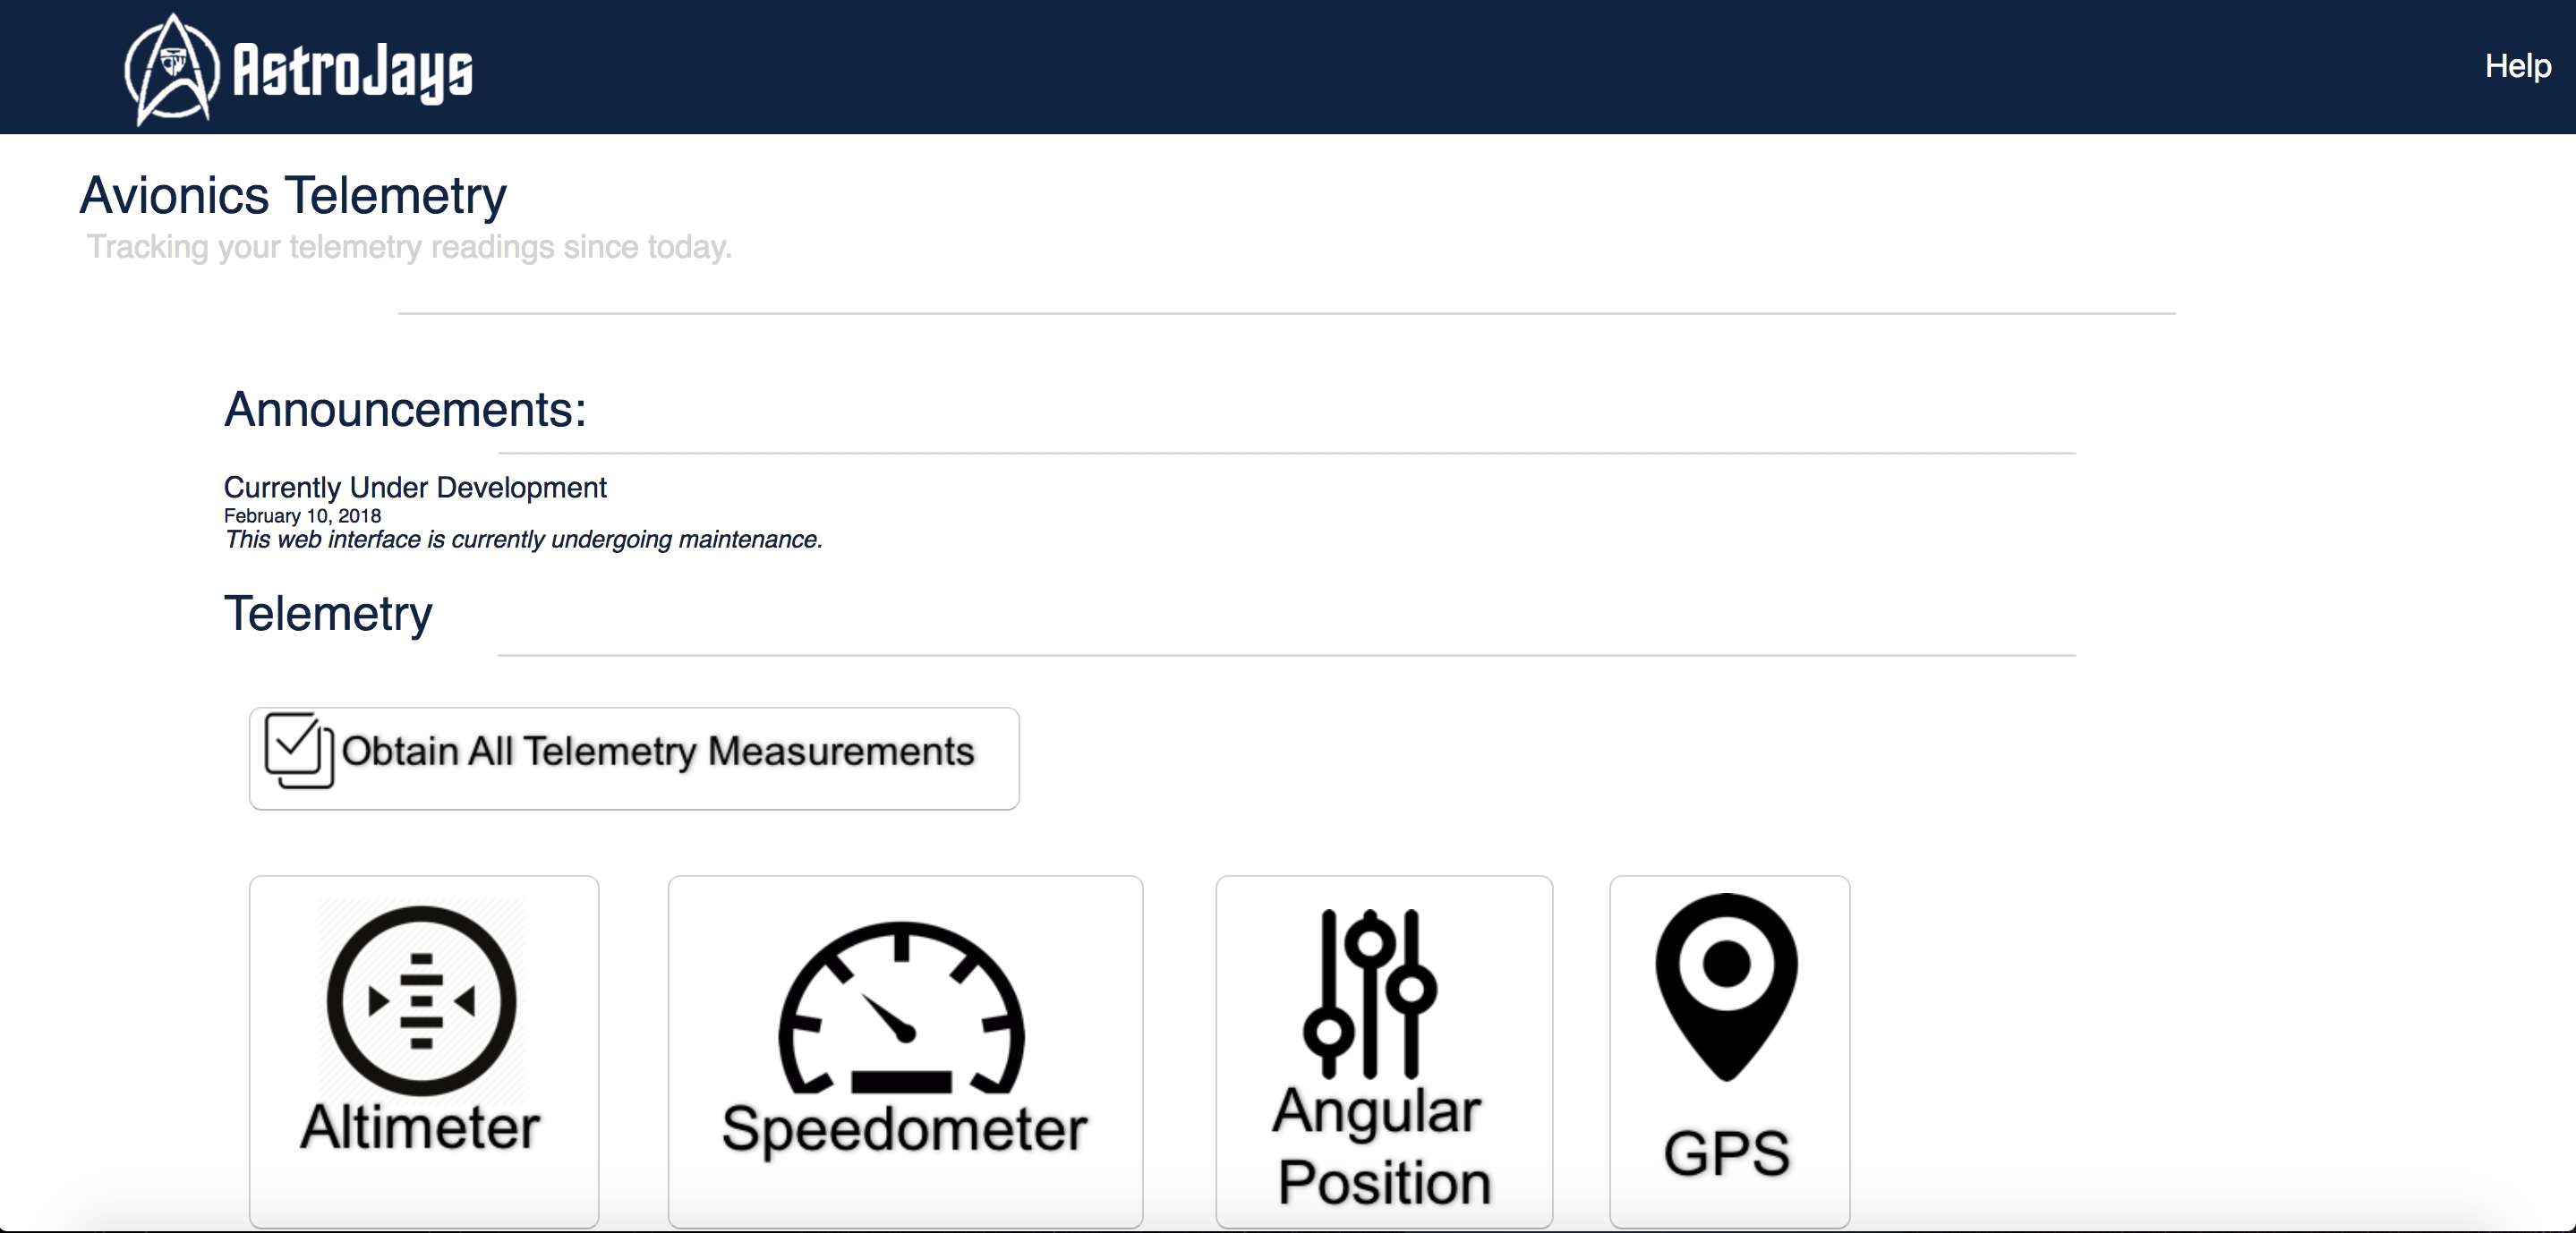 AstroJays
Help
Avionics Telemetry
Tracking your telemetry readings since today.
Announcements:
Currently Under Development
February 10, 2018
This web interface is currently undergoing maintenance.
Telemetry
Obtain All Telemetry Measurements
Altimeter
Speedometer
Angular
Position
GPS